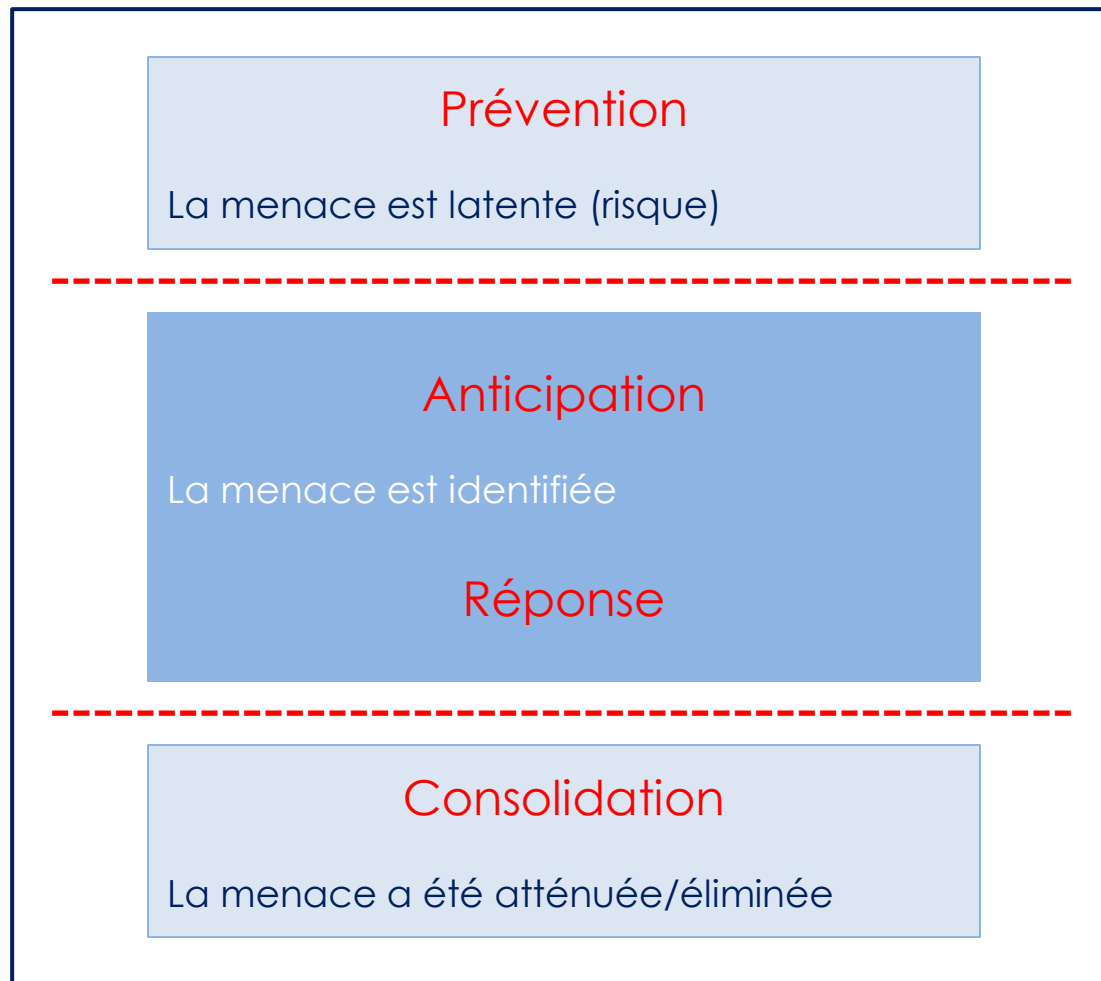 Prévention
La menace est latente (risque)
Anticipation
La menace est identifiée
Réponse
Consolidation
La menace a été atténuée/éliminée